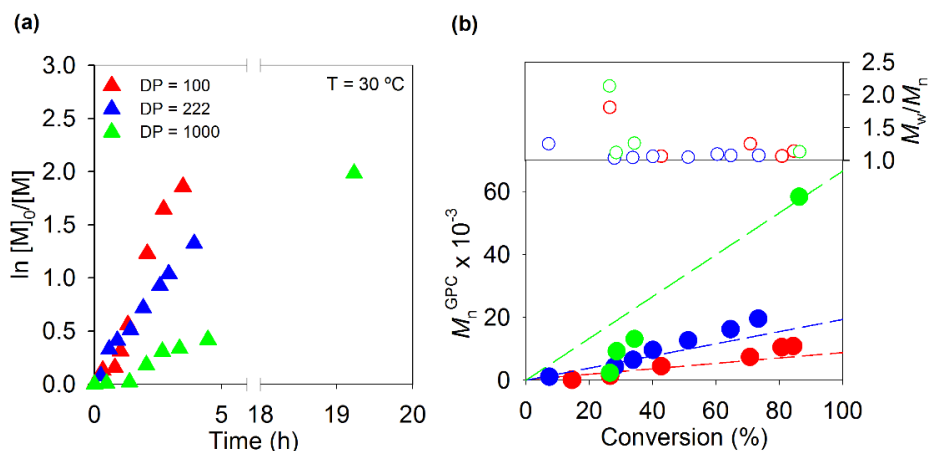 (a)
3.0
2.5
2.0
1.5
1.0
0.5
0.0
ln [M]₀/[M]
DP = 100
DP = 222
DP = 1000
T = 30 ºC
0 5 18 19 20
Time (h)
(b)
2.5
2.0
1.5
1.0
Mw/Mn
60
40
20
0
Mn^GPC x 10⁻³
0 20 40 60 80 100
Conversion (%)